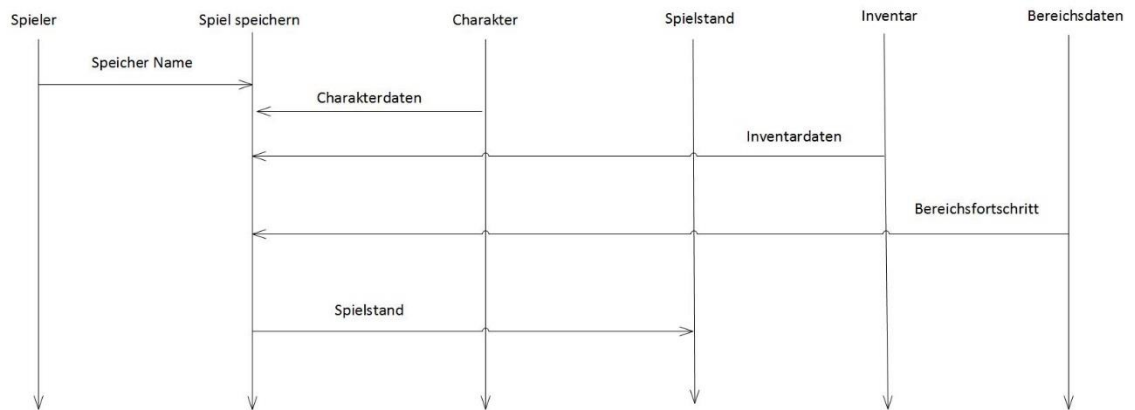 Spieler
Spiel speichern
Charakter
Spielstand
Inventar
Bereichsdaten
Speicher Name
Charakterdaten
Inventardaten
Bereichsfortschritt
Spielstand